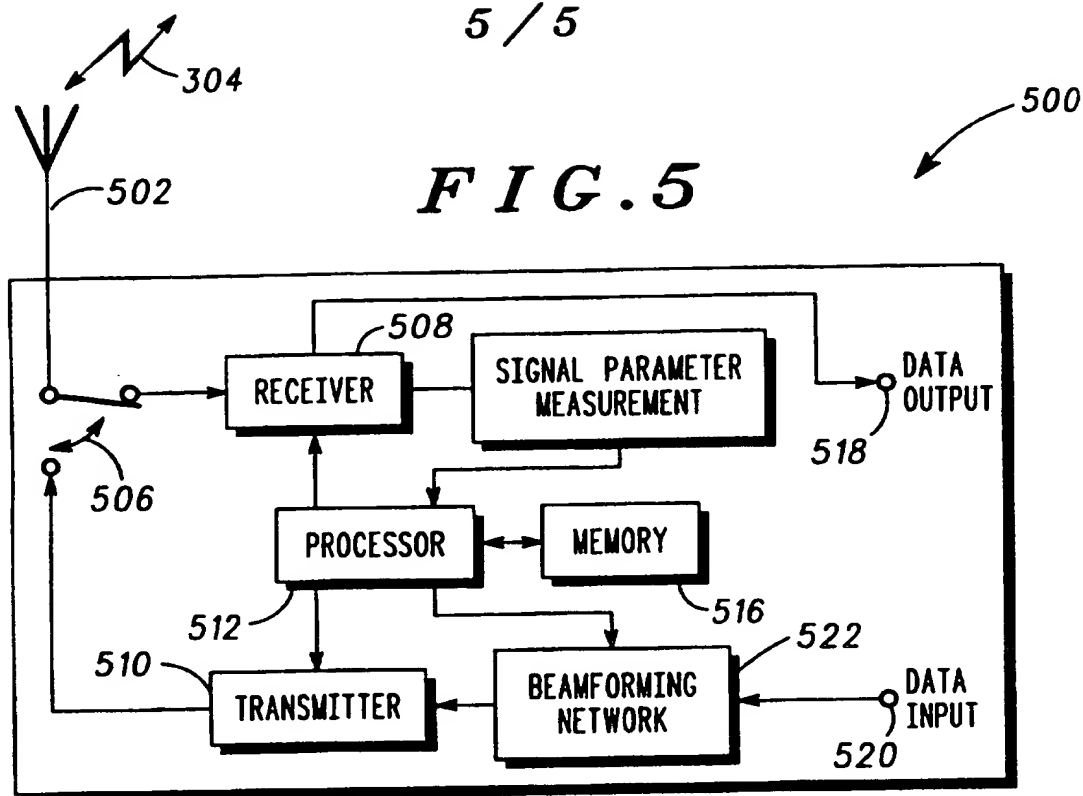 5/5
304
500
FIG.5
502
508
RECEIVER
SIGNAL PARAMETER
MEASUREMENT
DATA
OUTPUT
518
506
PROCESSOR
MEMORY
512
516
522
510
TRANSMITTER
BEAMFORMING
NETWORK
DATA
INPUT
520